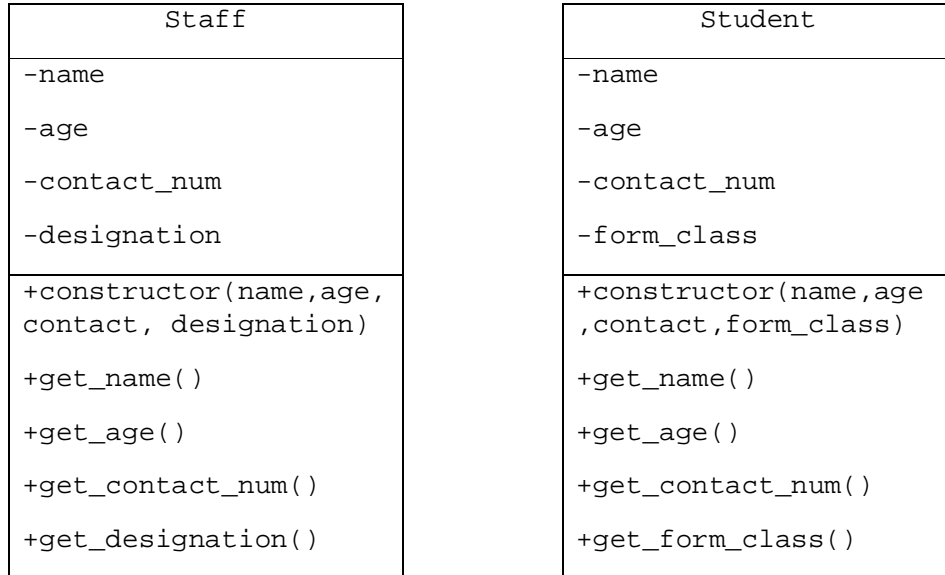 Staff
-name
-age
-contact_num
-designation
+constructor(name,age,
contact, designation)
+get_name()
+get_age()
+get_contact_num()
+get_designation()
Student
-name
-age
-contact_num
-form_class
+constructor(name,age
,contact,form_class)
+get_name()
+get_age()
+get_contact_num()
+get_form_class()